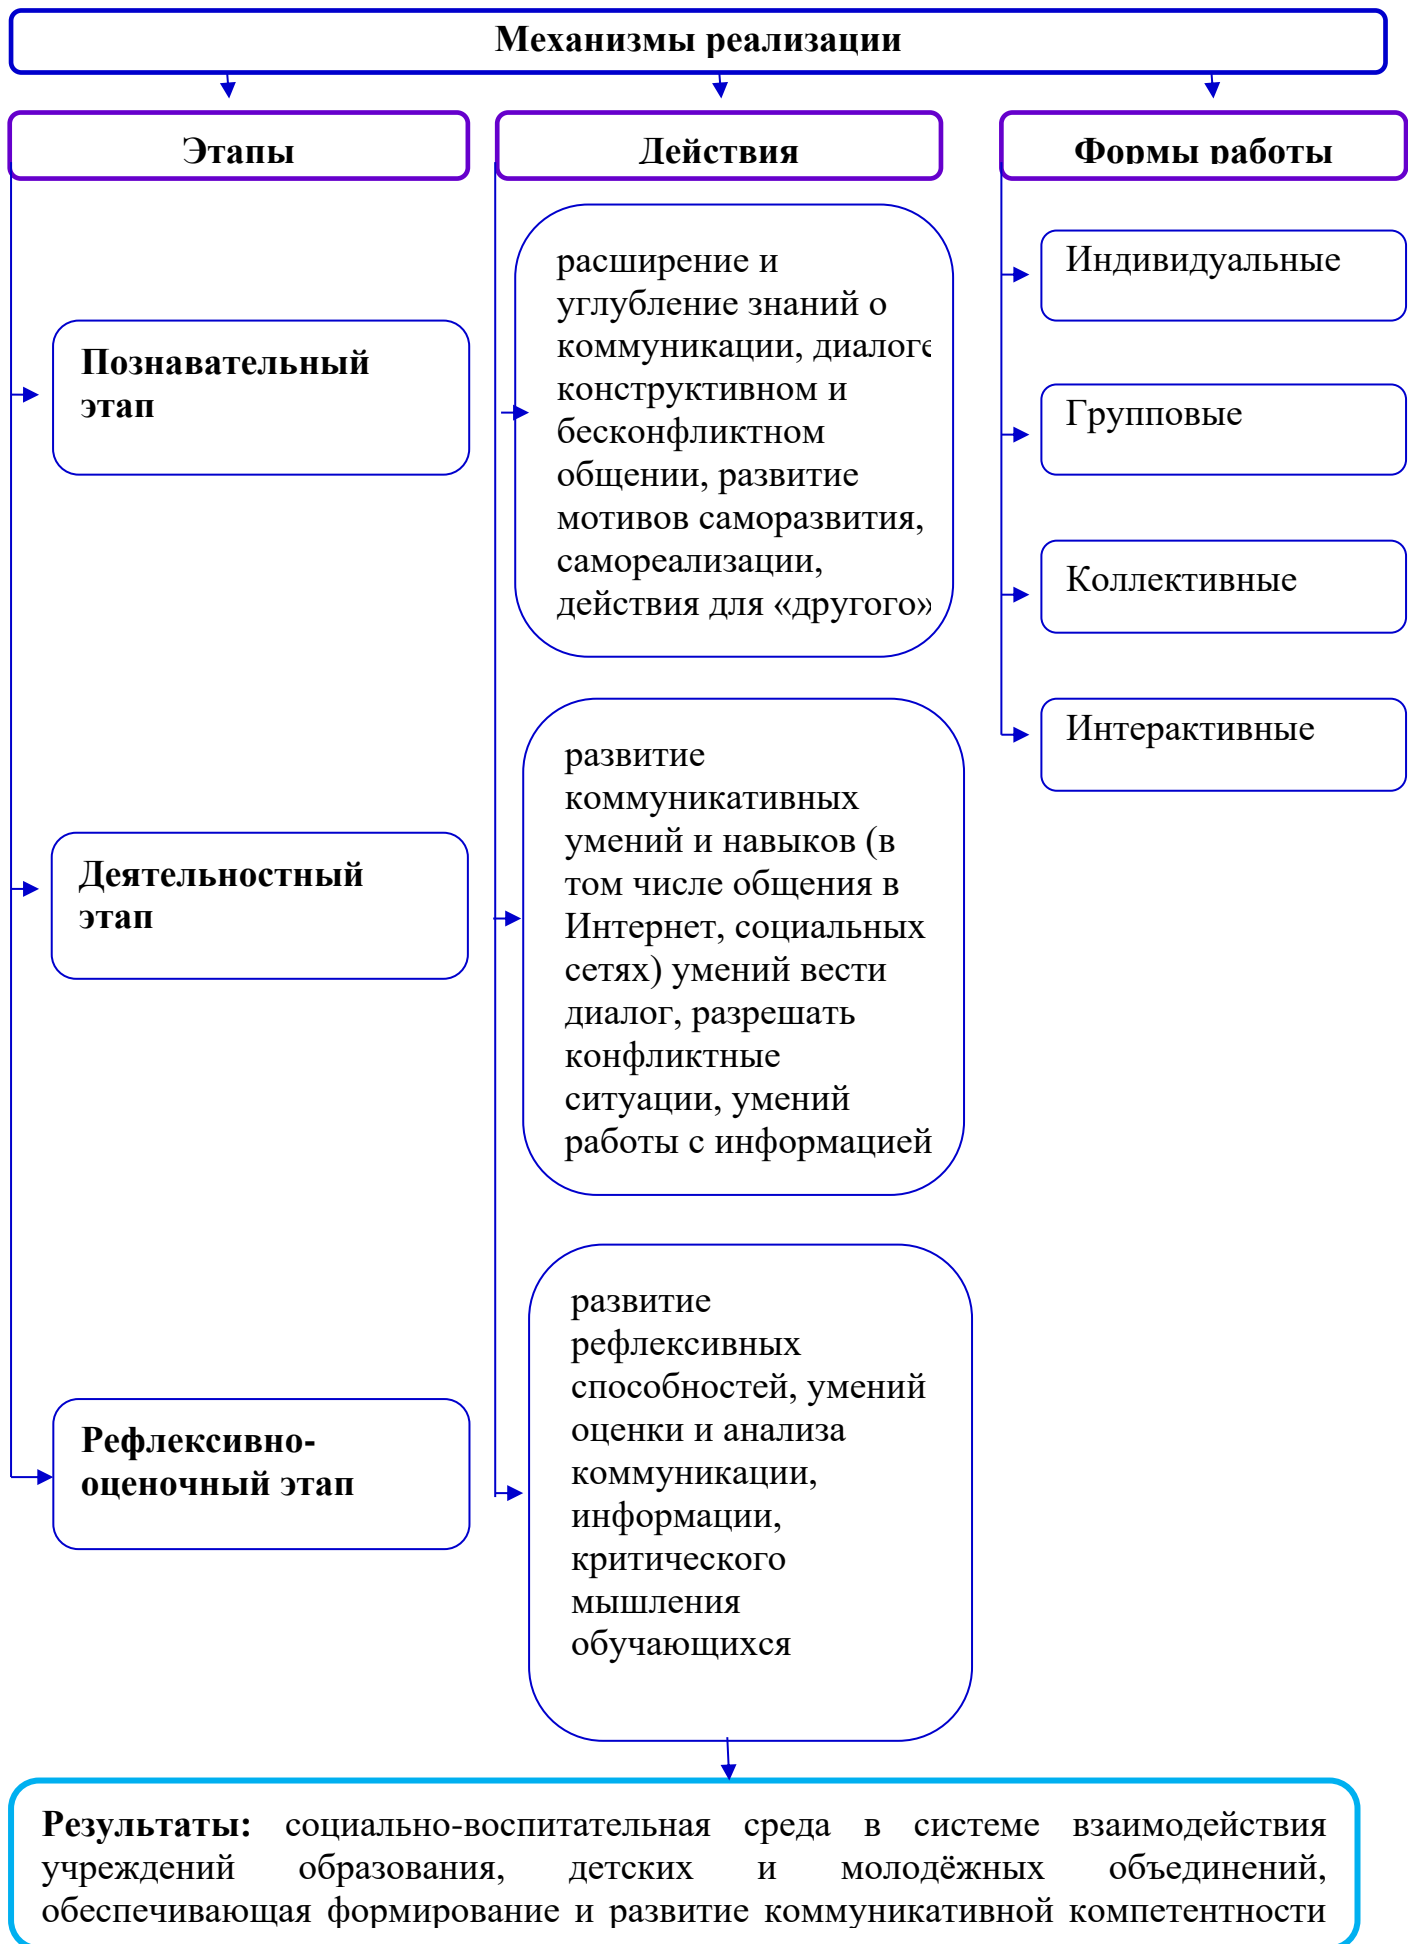 Механизмы реализации
Этапы
Действия
Формы работы
Познавательный
этап
Деятельностный
этап
Рефлексивно-
оценочный этап
расширение и
углубление знаний о
коммуникации, диалоге
конструктивном и
бесконфликтном
общении, развитие
мотивов саморазвития,
самореализации,
действия для «другого»
развитие
коммуникативных
умений и навыков (в
том числе общения в
Интернет, социальных
сетях) умений вести
диалог, разрешать
конфликтные
ситуации, умений
работы с информацией
развитие
рефлексивных
способностей, умений
оценки и анализа
коммуникации,
информации,
критического
мышления
обучающихся
Индивидуальные
Групповые
Коллективные
Интерактивные
Результаты: социально-воспитательная среда в системе взаимодействия
учреждений образования, детских и молодёжных объединений,
обеспечивающая формирование и развитие коммуникативной компетентности